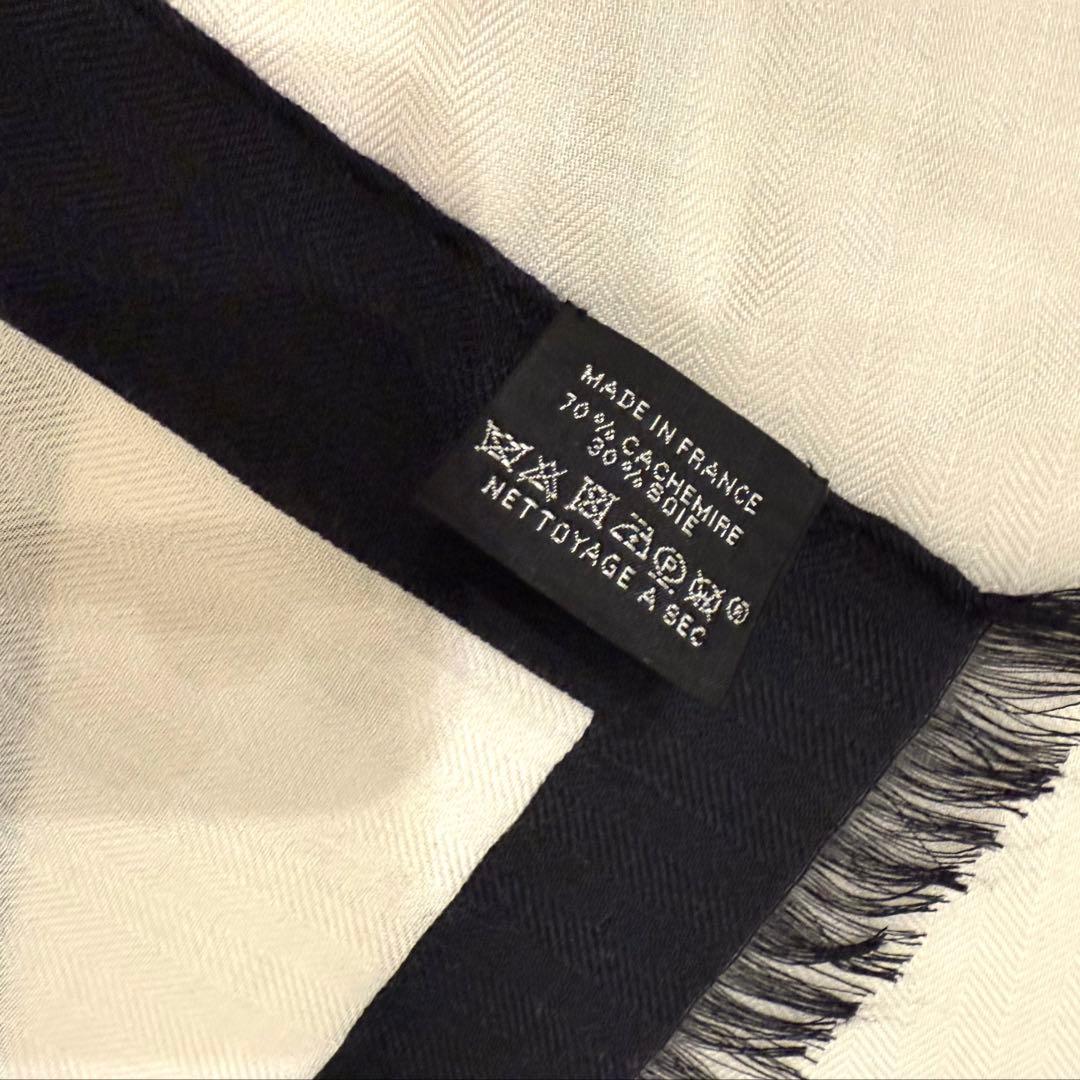 MADE IN FRANCE
70% CACHEMIRE
30% SOIE
P W ®
NETTOYAGE A SEC